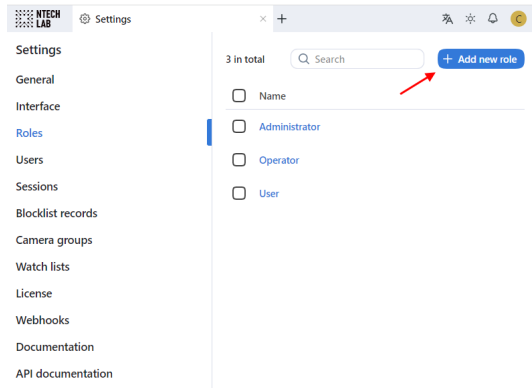 NTECH
LAB
Settings
C
Settings
General
Interface
Roles
Users
Sessions
Blocklist records
Camera groups
Watch lists
License
Webhooks
Documentation
API documentation
3 in total
Search
Add new role
Name
Administrator
Operator
User